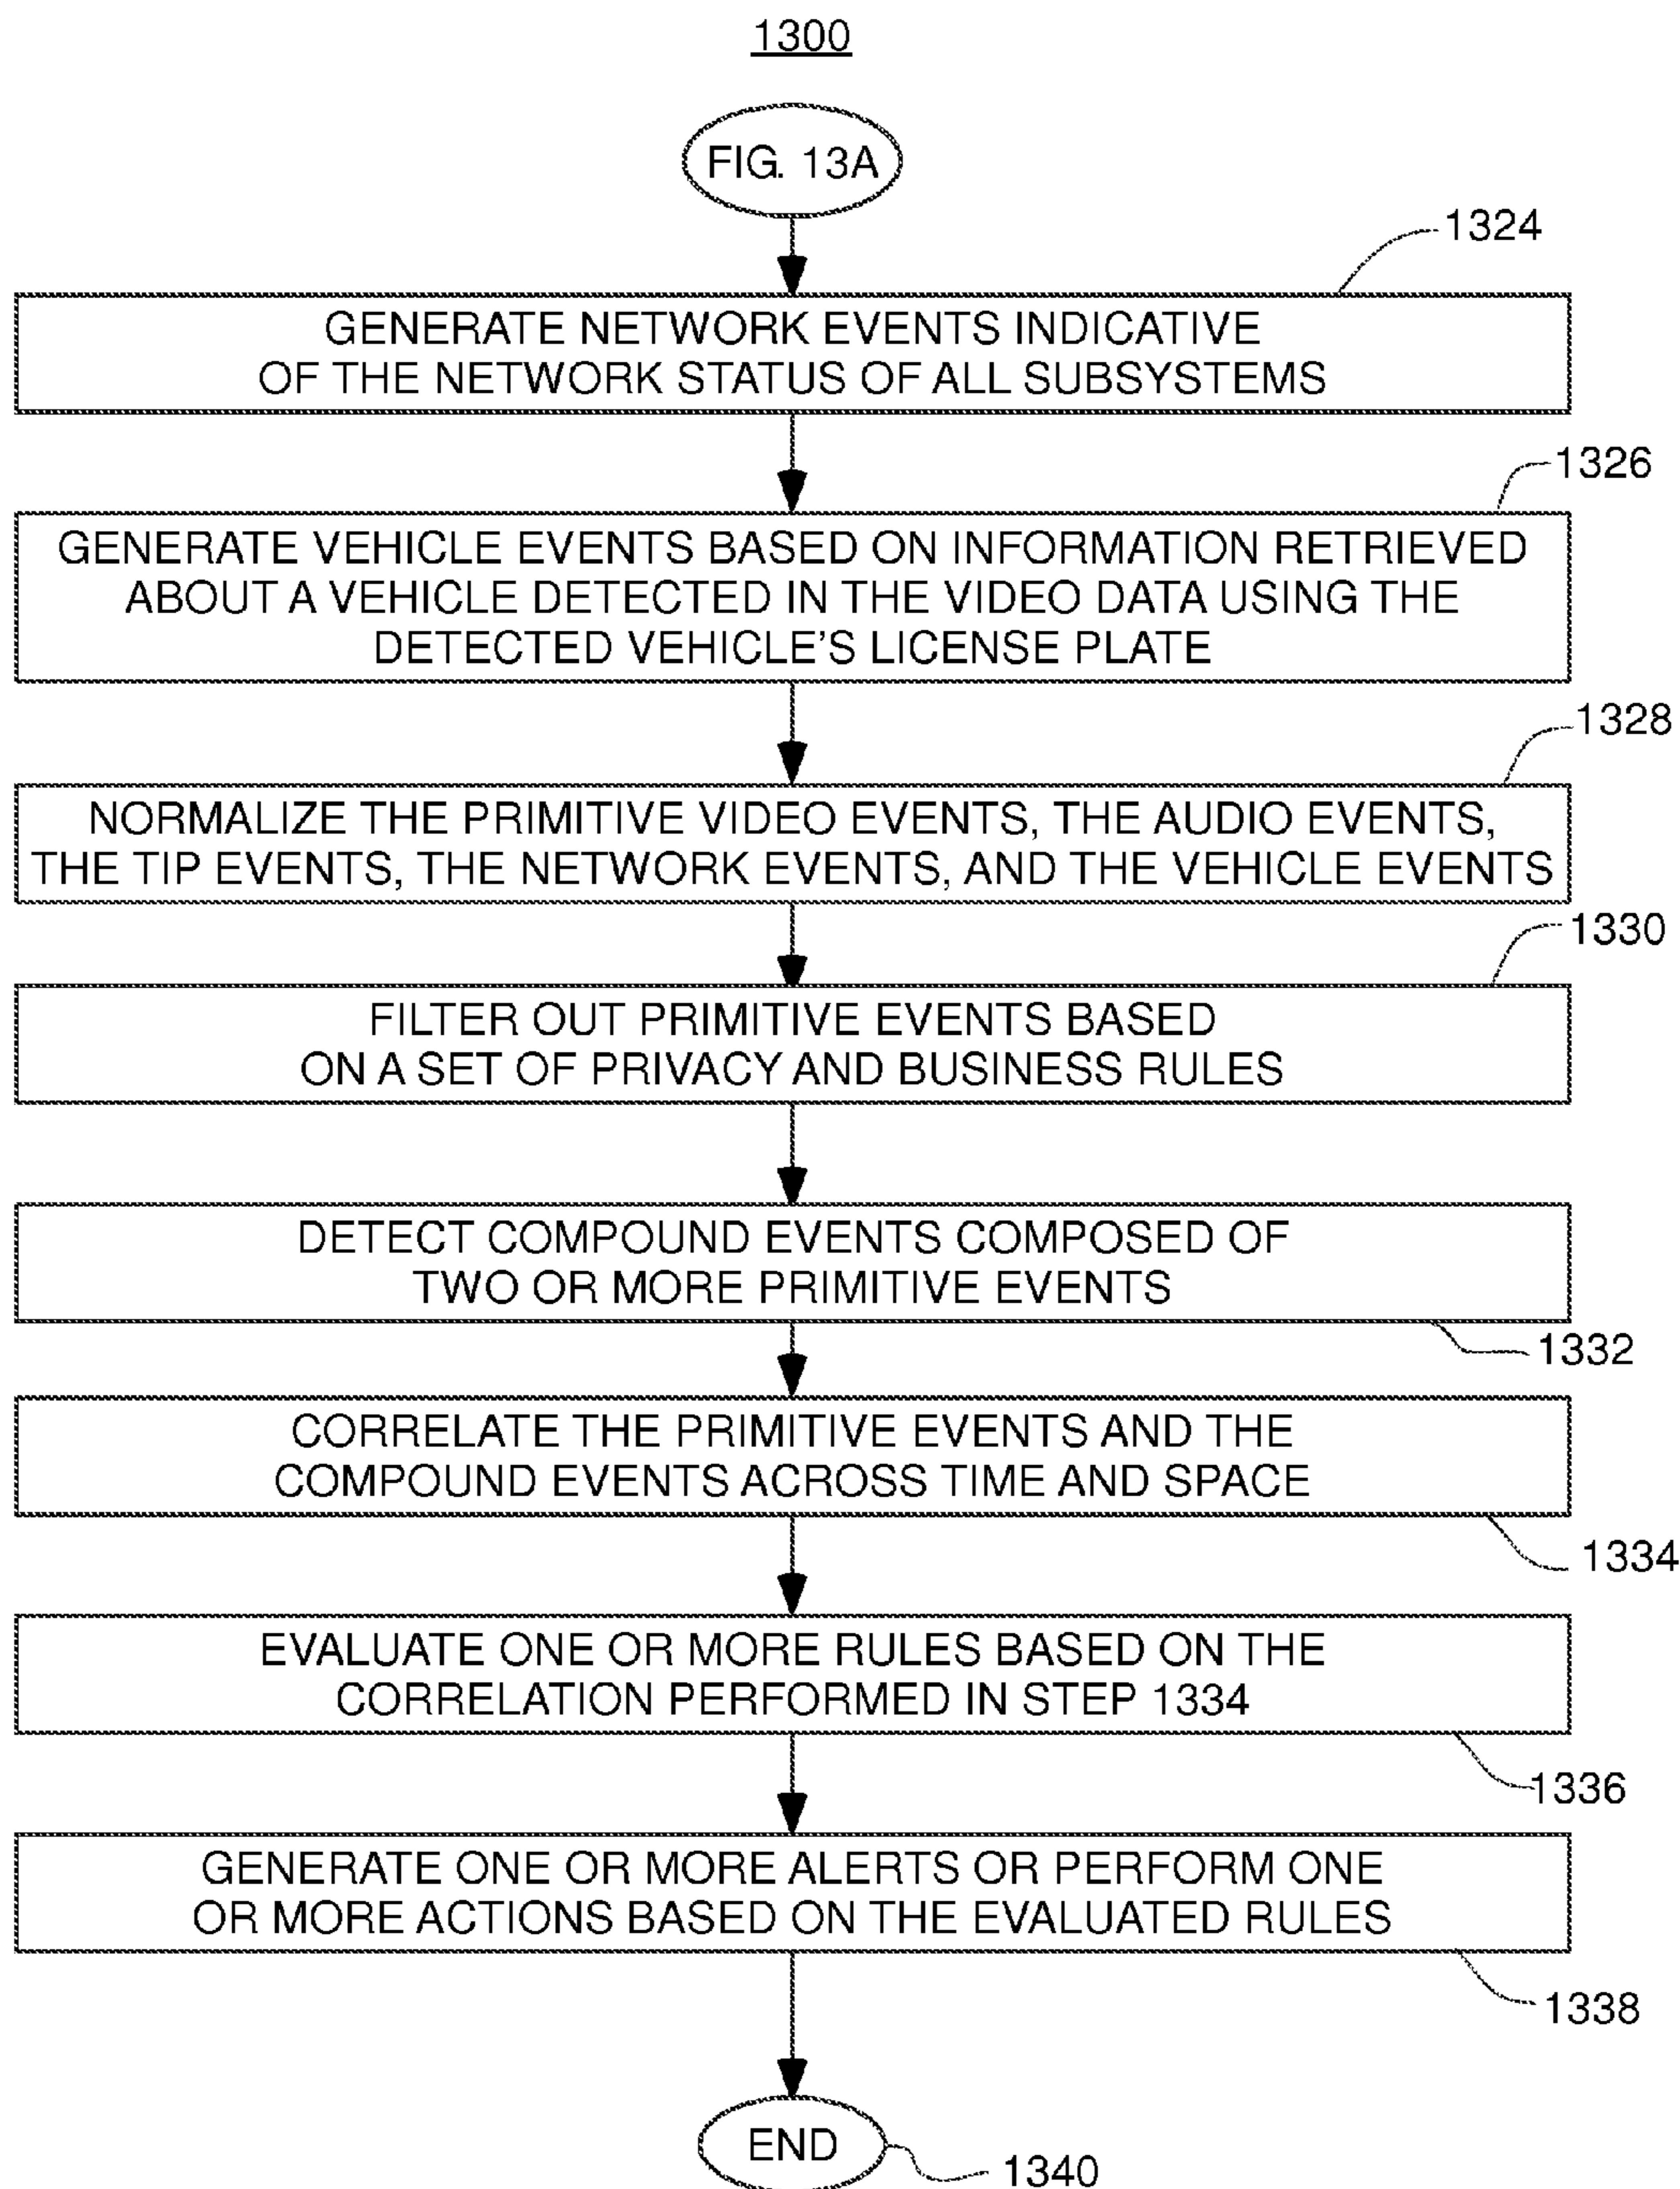 1300
FIG. 13A
1324
GENERATE NETWORK EVENTS INDICATIVE
OF THE NETWORK STATUS OF ALL SUBSYSTEMS
1326
GENERATE VEHICLE EVENTS BASED ON INFORMATION RETRIEVED
ABOUT A VEHICLE DETECTED IN THE VIDEO DATA USING THE
DETECTED VEHICLE'S LICENSE PLATE
1328
NORMALIZE THE PRIMITIVE VIDEO EVENTS, THE AUDIO EVENTS,
THE TIP EVENTS, THE NETWORK EVENTS, AND THE VEHICLE EVENTS
1330
FILTER OUT PRIMITIVE EVENTS BASED
ON A SET OF PRIVACY AND BUSINESS RULES
DETECT COMPOUND EVENTS COMPOSED OF
TWO OR MORE PRIMITIVE EVENTS
1332
CORRELATE THE PRIMITIVE EVENTS AND THE
COMPOUND EVENTS ACROSS TIME AND SPACE
1334
EVALUATE ONE OR MORE RULES BASED ON THE
CORRELATION PERFORMED IN STEP 1334
1336
GENERATE ONE OR MORE ALERTS OR PERFORM ONE
OR MORE ACTIONS BASED ON THE EVALUATED RULES
1338
END
1340